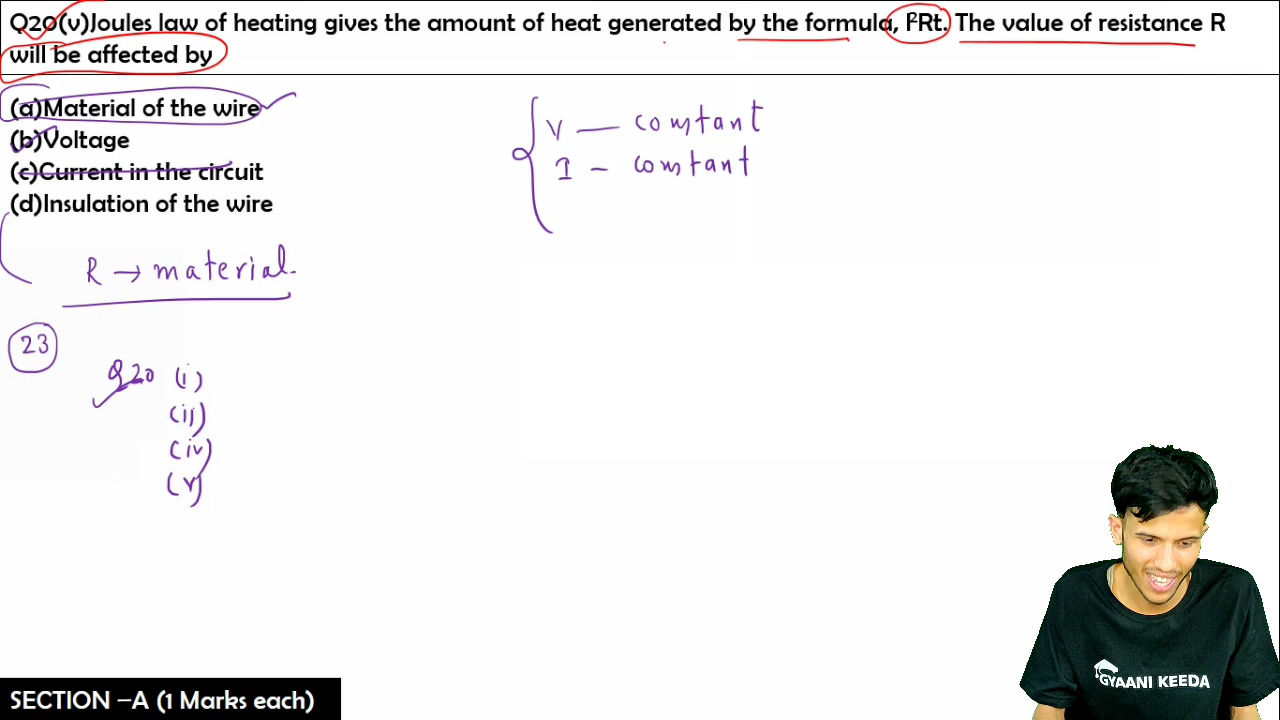 Q20(v)Joules law of heating gives the amount of heat generated by the formula, I²Rt. The value of resistance R
will be affected by
(a)Material of the wire
(b)Voltage
(c)Current in the circuit
(d)Insulation of the wire
V — constant
I – constant
R → material.
23
Q20 (i)
(ii)
(iv)
(v)
GYAANI KEEDA
SECTION –A (1 Marks each)